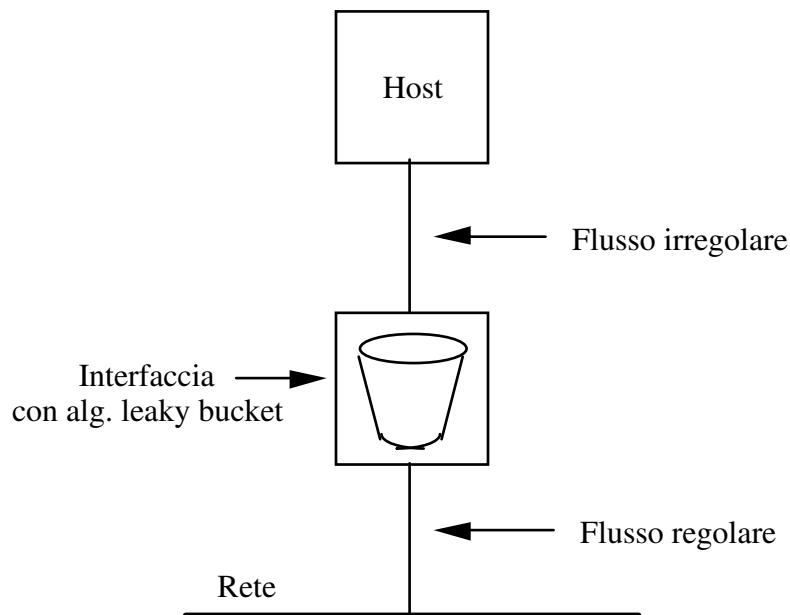 Host
Flusso irregolare
Interfaccia
con alg. leaky bucket
Flusso regolare
Rete